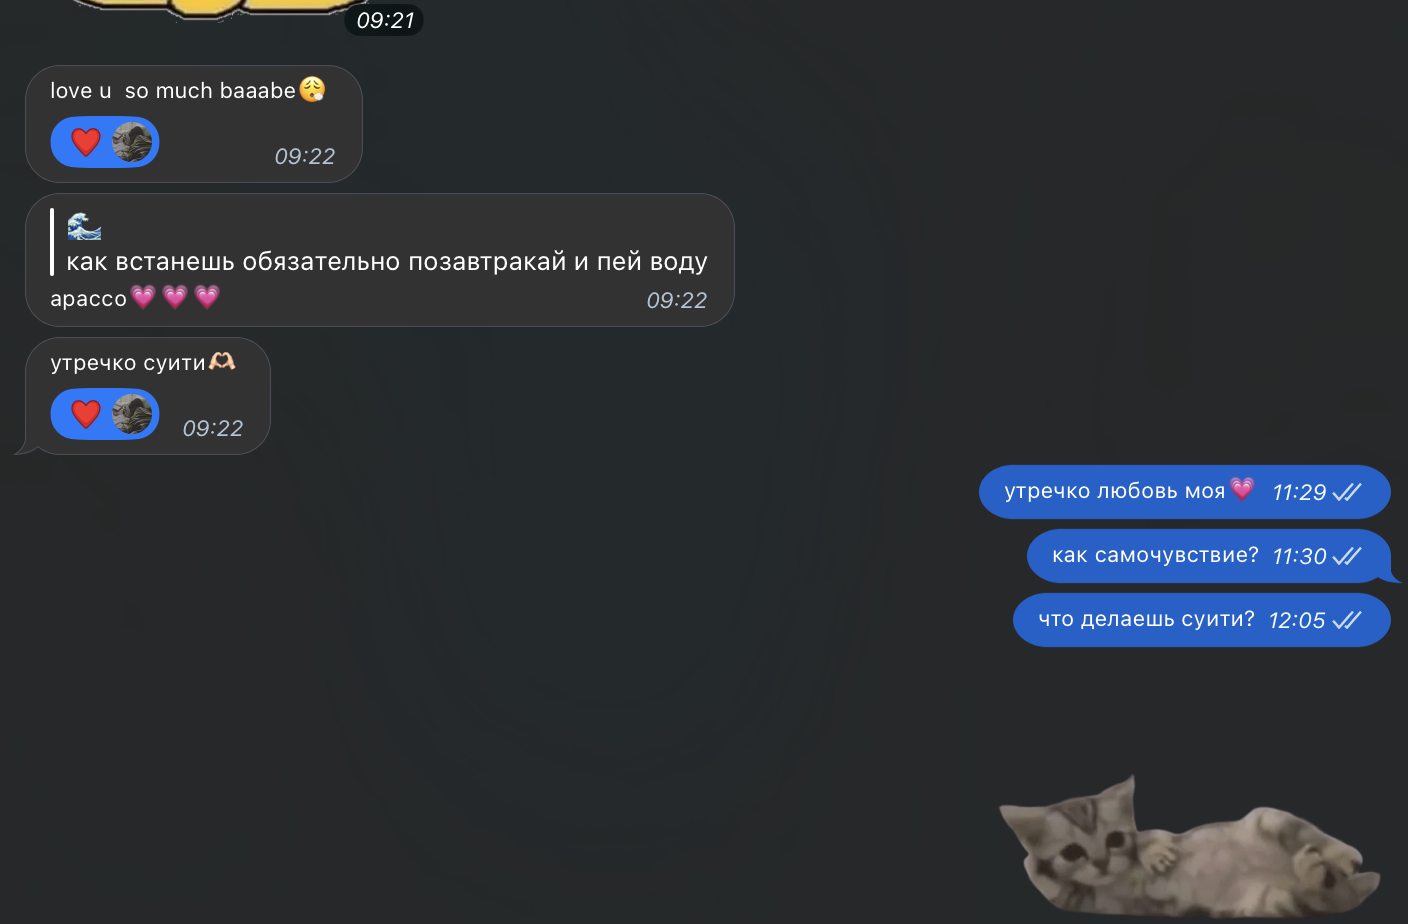 09:21
love u  so much baaabe😮‍💨
❤️
09:22
🌊
как встанешь обязательно позавтракай и пей воду
арассо💗💗💗 09:22
утречко суити🫶🏻
❤️ 09:22
утречко любовь моя💗 11:29
как самочувствие? 11:30
что делаешь суити? 12:05